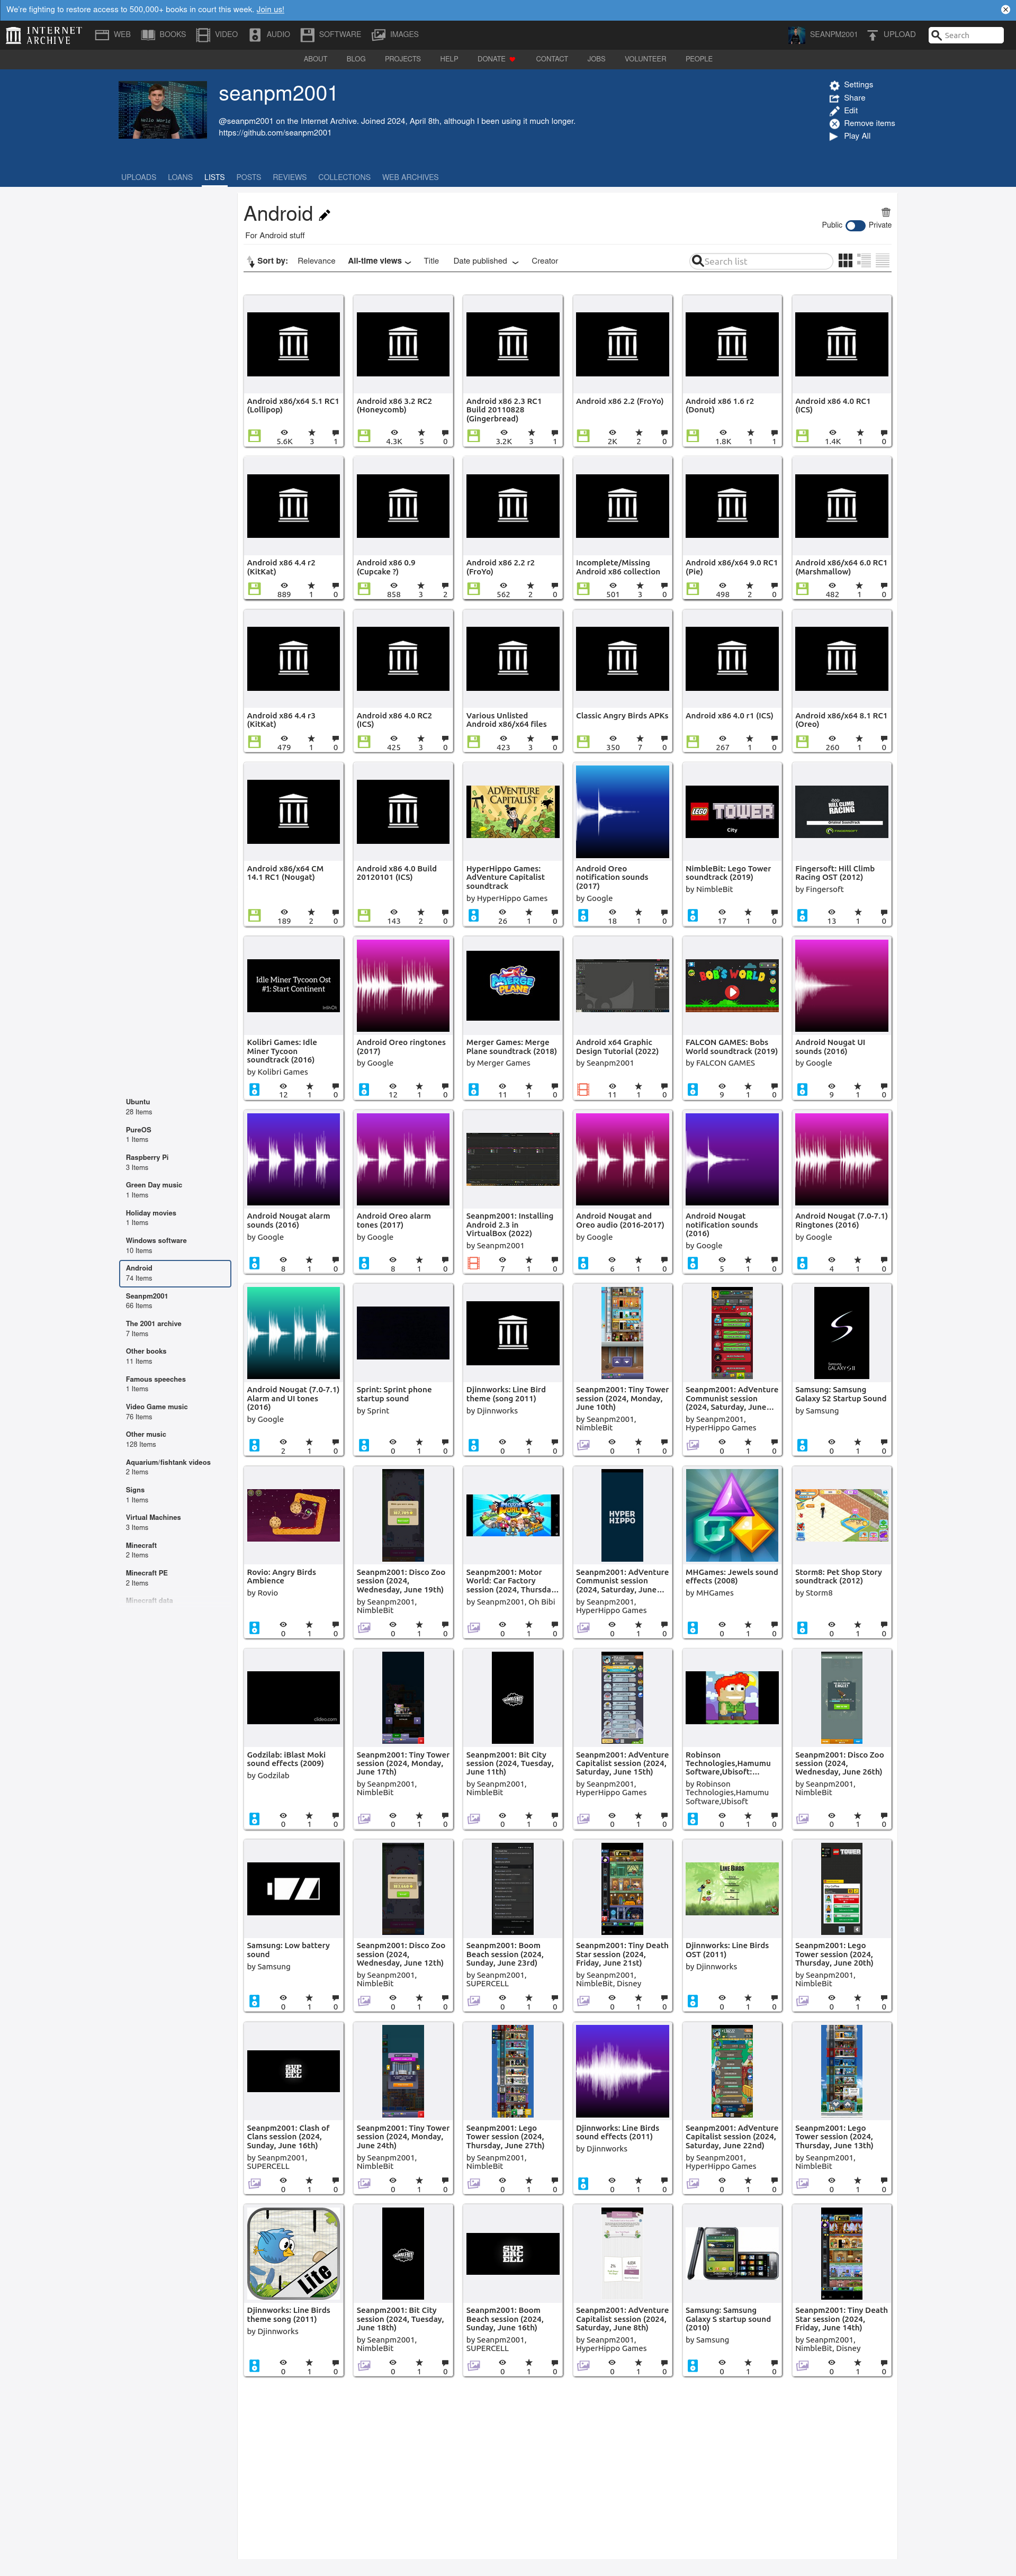 We're fighting to restore access to 500,000+ books in court this week. Join us!
INTERNET ARCHIVE WEB BOOKS VIDEO AUDIO SOFTWARE IMAGES SEANPM2001 UPLOAD Search
ABOUT BLOG PROJECTS HELP DONATE CONTACT JOBS VOLUNTEER PEOPLE
seanpm2001
@seanpm2001 on the Internet Archive. Joined 2024, April 8th, although I been using it much longer.
https://github.com/seanpm2001
Settings
Share
Edit
Remove items
Play All
UPLOADS LOANS LISTS POSTS REVIEWS COLLECTIONS WEB ARCHIVES
Android
Public Private
For Android stuff
Sort by: Relevance All-time views Title Date published Creator Search list
Android x86/x64 5.1 RC1 (Lollipop)
5.6K 3 1
Android x86 3.2 RC2 (Honeycomb)
4.3K 5 0
Android x86 2.3 RC1 Build 20110828 (Gingerbread)
3.2K 3 1
Android x86 2.2 (FroYo)
2K 2 0
Android x86 1.6 r2 (Donut)
1.8K 1 1
Android x86 4.0 RC1 (ICS)
1.4K 1 0
Android x86 4.4 r2 (KitKat)
889 1 0
Android x86 0.9 (Cupcake ?)
858 3 2
Android x86 2.2 r2 (FroYo)
562 2 0
Incomplete/Missing Android x86 collection
501 3 0
Android x86/x64 9.0 RC1 (Pie)
498 2 0
Android x86/x64 6.0 RC1 (Marshmallow)
482 1 0
Android x86 4.4 r3 (KitKat)
479 1 0
Android x86 4.0 RC2 (ICS)
425 3 0
Various Unlisted Android x86/x64 files
423 3 0
Classic Angry Birds APKs
350 7 0
Android x86 4.0 r1 (ICS)
267 1 0
Android x86/x64 8.1 RC1 (Oreo)
260 1 0
Android x86/x64 CM 14.1 RC1 (Nougat)
189 2 0
Android x86 4.0 Build 20120101 (ICS)
143 2 0
ADVENTURE CAPITALI$T
HyperHippo Games: AdVenture Capitalist soundtrack
by HyperHippo Games
26 1 0
Android Oreo notification sounds (2017)
by Google
18 1 0
LEGO TOWER
City
NimbleBit: Lego Tower soundtrack (2019)
by NimbleBit
17 1 0
HILL CLIMB RACING
Fingersoft: Hill Climb Racing OST (2012)
by Fingersoft
13 1 0
Idle Miner Tycoon Ost
#1: Start Continent
Kolibri Games: Idle Miner Tycoon soundtrack (2016)
by Kolibri Games
12 1 0
Android Oreo ringtones (2017)
by Google
12 1 0
MERGE PLANE
Merger Games: Merge Plane soundtrack (2018)
by Merger Games
11 1 0
Android x64 Graphic Design Tutorial (2022)
by Seanpm2001
11 1 0
BOB'S WORLD
FALCON GAMES: Bobs World soundtrack (2019)
by FALCON GAMES
9 1 0
Android Nougat UI sounds (2016)
by Google
9 1 0
Android Nougat alarm sounds (2016)
by Google
8 1 0
Android Oreo alarm tones (2017)
by Google
8 1 0
Seanpm2001: Installing Android 2.3 in VirtualBox (2022)
by Seanpm2001
7 1 0
Android Nougat and Oreo audio (2016-2017)
by Google
6 1 0
Android Nougat notification sounds (2016)
by Google
5 1 0
Android Nougat (7.0-7.1) Ringtones (2016)
by Google
4 1 0
Android Nougat (7.0-7.1) Alarm and UI tones (2016)
by Google
2 1 0
Sprint: Sprint phone startup sound
by Sprint
0 1 0
Djinnworks: Line Bird theme (song 2011)
by Djinnworks
0 1 0
Seanpm2001: Tiny Tower session (2024, Monday, June 10th)
by Seanpm2001, NimbleBit
0 1 0
Seanpm2001: AdVenture Communist session (2024, Saturday, June...
by Seanpm2001, HyperHippo Games
0 1 0
Samsung GALAXY S II
Samsung: Samsung Galaxy S2 Startup Sound
by Samsung
0 1 0
Rovio: Angry Birds Ambience
by Rovio
0 1 0
Seanpm2001: Disco Zoo session (2024, Wednesday, June 19th)
by Seanpm2001, NimbleBit
0 1 0
Seanpm2001: Motor World: Car Factory session (2024, Thursda...
by Seanpm2001, Oh Bibi
0 1 0
HYPER HIPPO
Seanpm2001: AdVenture Communist session (2024, Saturday, June...
by Seanpm2001, HyperHippo Games
0 1 0
MHGames: Jewels sound effects (2008)
by MHGames
0 1 0
Storm8: Pet Shop Story soundtrack (2012)
by Storm8
0 1 0
clideo.com
Godzilab: iBlast Moki sound effects (2009)
by Godzilab
0 1 0
Seanpm2001: Tiny Tower session (2024, Monday, June 17th)
by Seanpm2001, NimbleBit
0 1 0
Seanpm2001: Bit City session (2024, Tuesday, June 11th)
by Seanpm2001, NimbleBit
0 1 0
Seanpm2001: AdVenture Capitalist session (2024, Saturday, June 15th)
by Seanpm2001, HyperHippo Games
0 1 0
Robinson Technologies,Hamumu Software,Ubisoft:...
by Robinson Technologies,Hamumu Software,Ubisoft
0 1 0
Seanpm2001: Disco Zoo session (2024, Wednesday, June 26th)
by Seanpm2001, NimbleBit
0 1 0
Samsung: Low battery sound
by Samsung
0 1 0
Seanpm2001: Disco Zoo session (2024, Wednesday, June 12th)
by Seanpm2001, NimbleBit
0 1 0
Seanpm2001: Boom Beach session (2024, Sunday, June 23rd)
by Seanpm2001, SUPERCELL
0 1 0
Seanpm2001: Tiny Death Star session (2024, Friday, June 21st)
by Seanpm2001, NimbleBit, Disney
0 1 0
LINE BIRDS
Djinnworks: Line Birds OST (2011)
by Djinnworks
0 1 0
TOWER
Seanpm2001: Lego Tower session (2024, Thursday, June 20th)
by Seanpm2001, NimbleBit
0 1 0
SUPERCELL
Seanpm2001: Clash of Clans session (2024, Sunday, June 16th)
by Seanpm2001, SUPERCELL
0 1 0
Seanpm2001: Tiny Tower session (2024, Monday, June 24th)
by Seanpm2001, NimbleBit
0 1 0
Seanpm2001: Lego Tower session (2024, Thursday, June 27th)
by Seanpm2001, NimbleBit
0 1 0
Djinnworks: Line Birds sound effects (2011)
by Djinnworks
0 1 0
Seanpm2001: AdVenture Capitalist session (2024, Saturday, June 22nd)
by Seanpm2001, HyperHippo Games
0 1 0
Seanpm2001: Lego Tower session (2024, Thursday, June 13th)
by Seanpm2001, NimbleBit
0 1 0
Lite
Djinnworks: Line Birds theme song (2011)
by Djinnworks
0 1 0
Seanpm2001: Bit City session (2024, Tuesday, June 18th)
by Seanpm2001, NimbleBit
0 1 0
SUPERCELL
Seanpm2001: Boom Beach session (2024, Sunday, June 16th)
by Seanpm2001, SUPERCELL
0 1 0
Seanpm2001: AdVenture Capitalist session (2024, Saturday, June 8th)
by Seanpm2001, HyperHippo Games
0 1 0
Samsung: Samsung Galaxy S startup sound (2010)
by Samsung
0 1 0
Seanpm2001: Tiny Death Star session (2024, Friday, June 14th)
by Seanpm2001, NimbleBit, Disney
0 1 0
Ubuntu
28 Items
PureOS
1 Items
Raspberry Pi
3 Items
Green Day music
1 Items
Holiday movies
1 Items
Windows software
10 Items
Android
74 Items
Seanpm2001
66 Items
The 2001 archive
7 Items
Other books
11 Items
Famous speeches
1 Items
Video Game music
76 Items
Other music
128 Items
Aquarium/fishtank videos
2 Items
Signs
1 Items
Virtual Machines
3 Items
Minecraft
2 Items
Minecraft PE
2 Items
Minecraft data